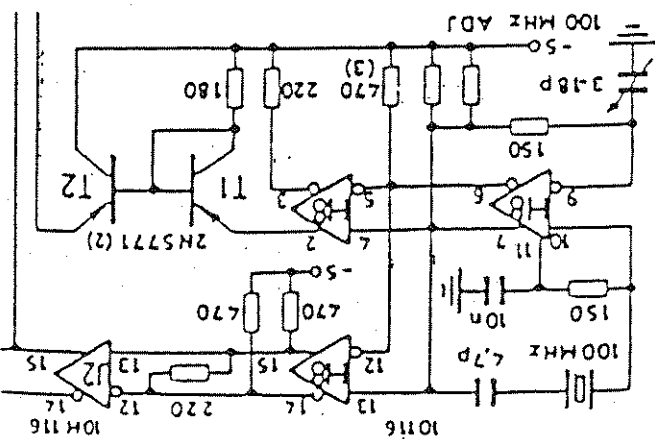 10116 10H116
13 14 220 12 14
100MHz 4,7p
J2
12 15 13 15
150 10n 470 470
-5
10 11 7 4 2 2N5771 (2)
T1 T2
9 6 5 3
150
3-18p 470 220 180
(3)
-5
100 MHz ADJ